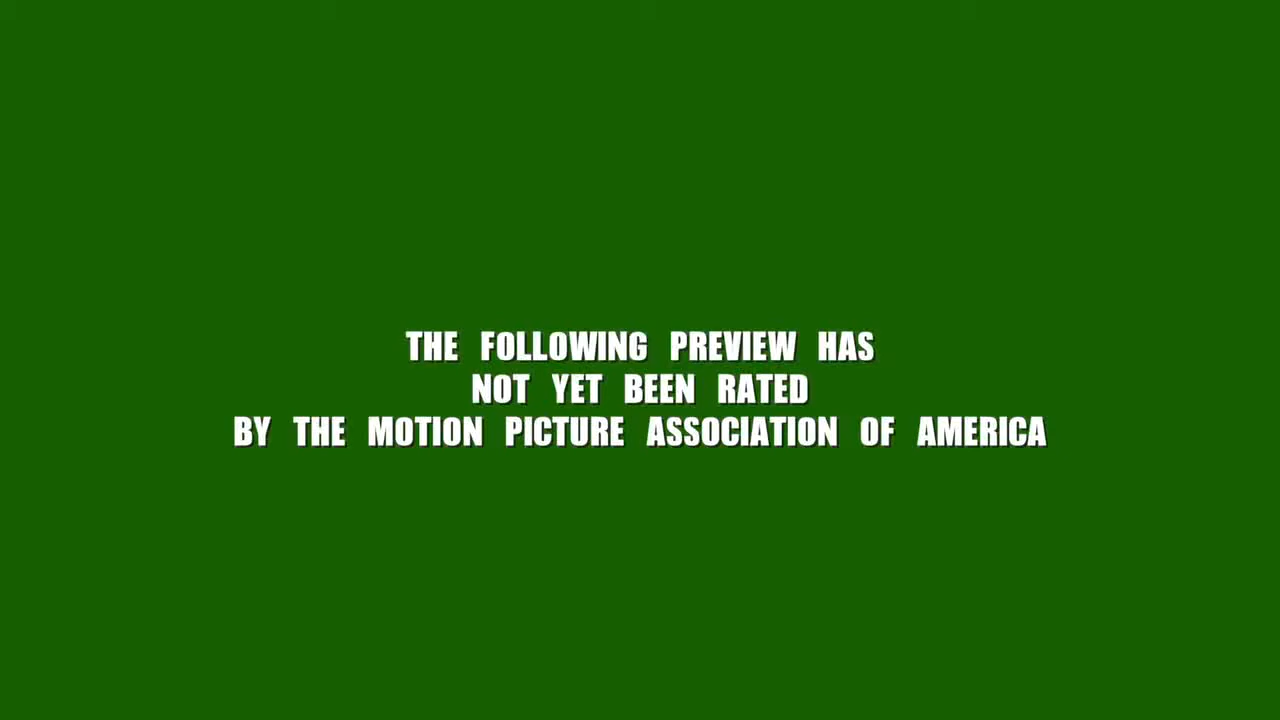 THE FOLLOWING PREVIEW HAS
NOT YET BEEN RATED
BY THE MOTION PICTURE ASSOCIATION OF AMERICA